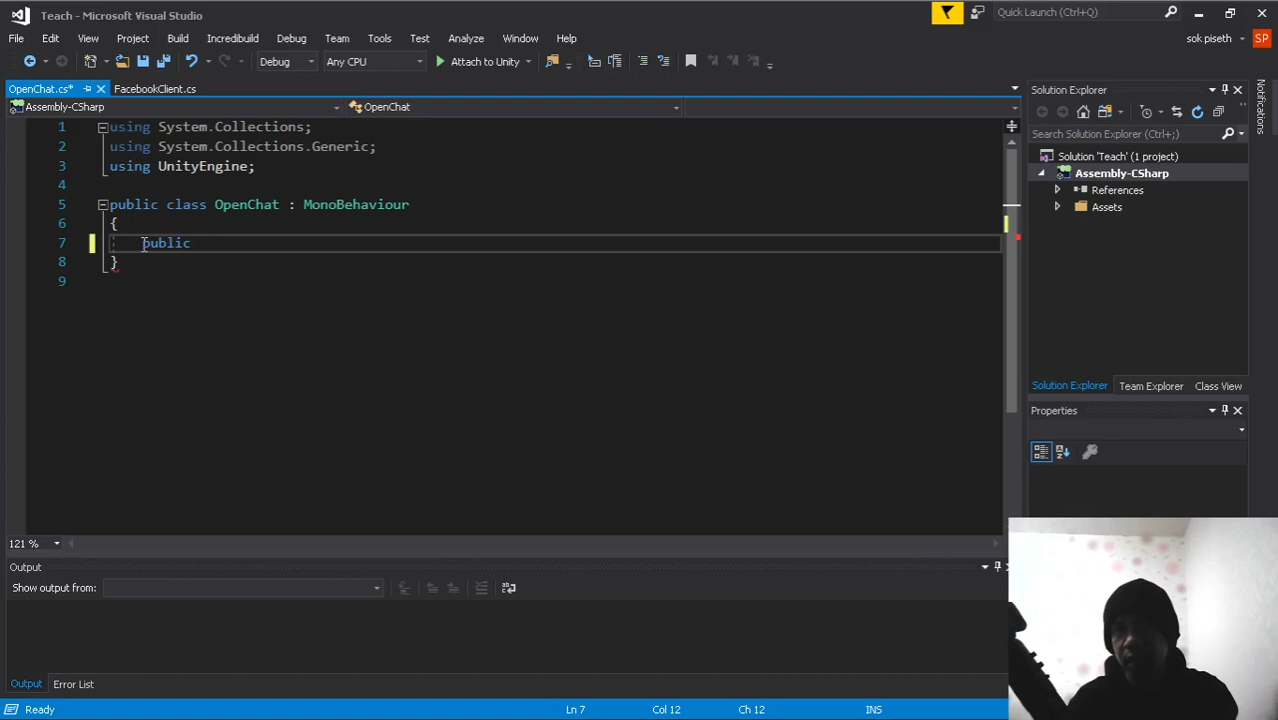 Teach - Microsoft Visual Studio
Quick Launch (Ctrl+Q)
File Edit View Project Build Incredibuild Debug Team Tools Test Analyze Window Help
sok piseth
SP
Debug Any CPU Attach to Unity
OpenChat.cs* FacebookClient.cs
Assembly-CSharp OpenChat
1 using System.Collections;
2 using System.Collections.Generic;
3 using UnityEngine;
4
5 public class OpenChat : MonoBehaviour
6 {
7 public
8 }
9
121 %
Output
Show output from:
Output Error List
Ready Ln 7 Col 12 Ch 12 INS
Solution Explorer
Search Solution Explorer (Ctrl+;)
Solution 'Teach' (1 project)
Assembly-CSharp
References
Assets
Solution Explorer Team Explorer Class View
Properties
Notifications